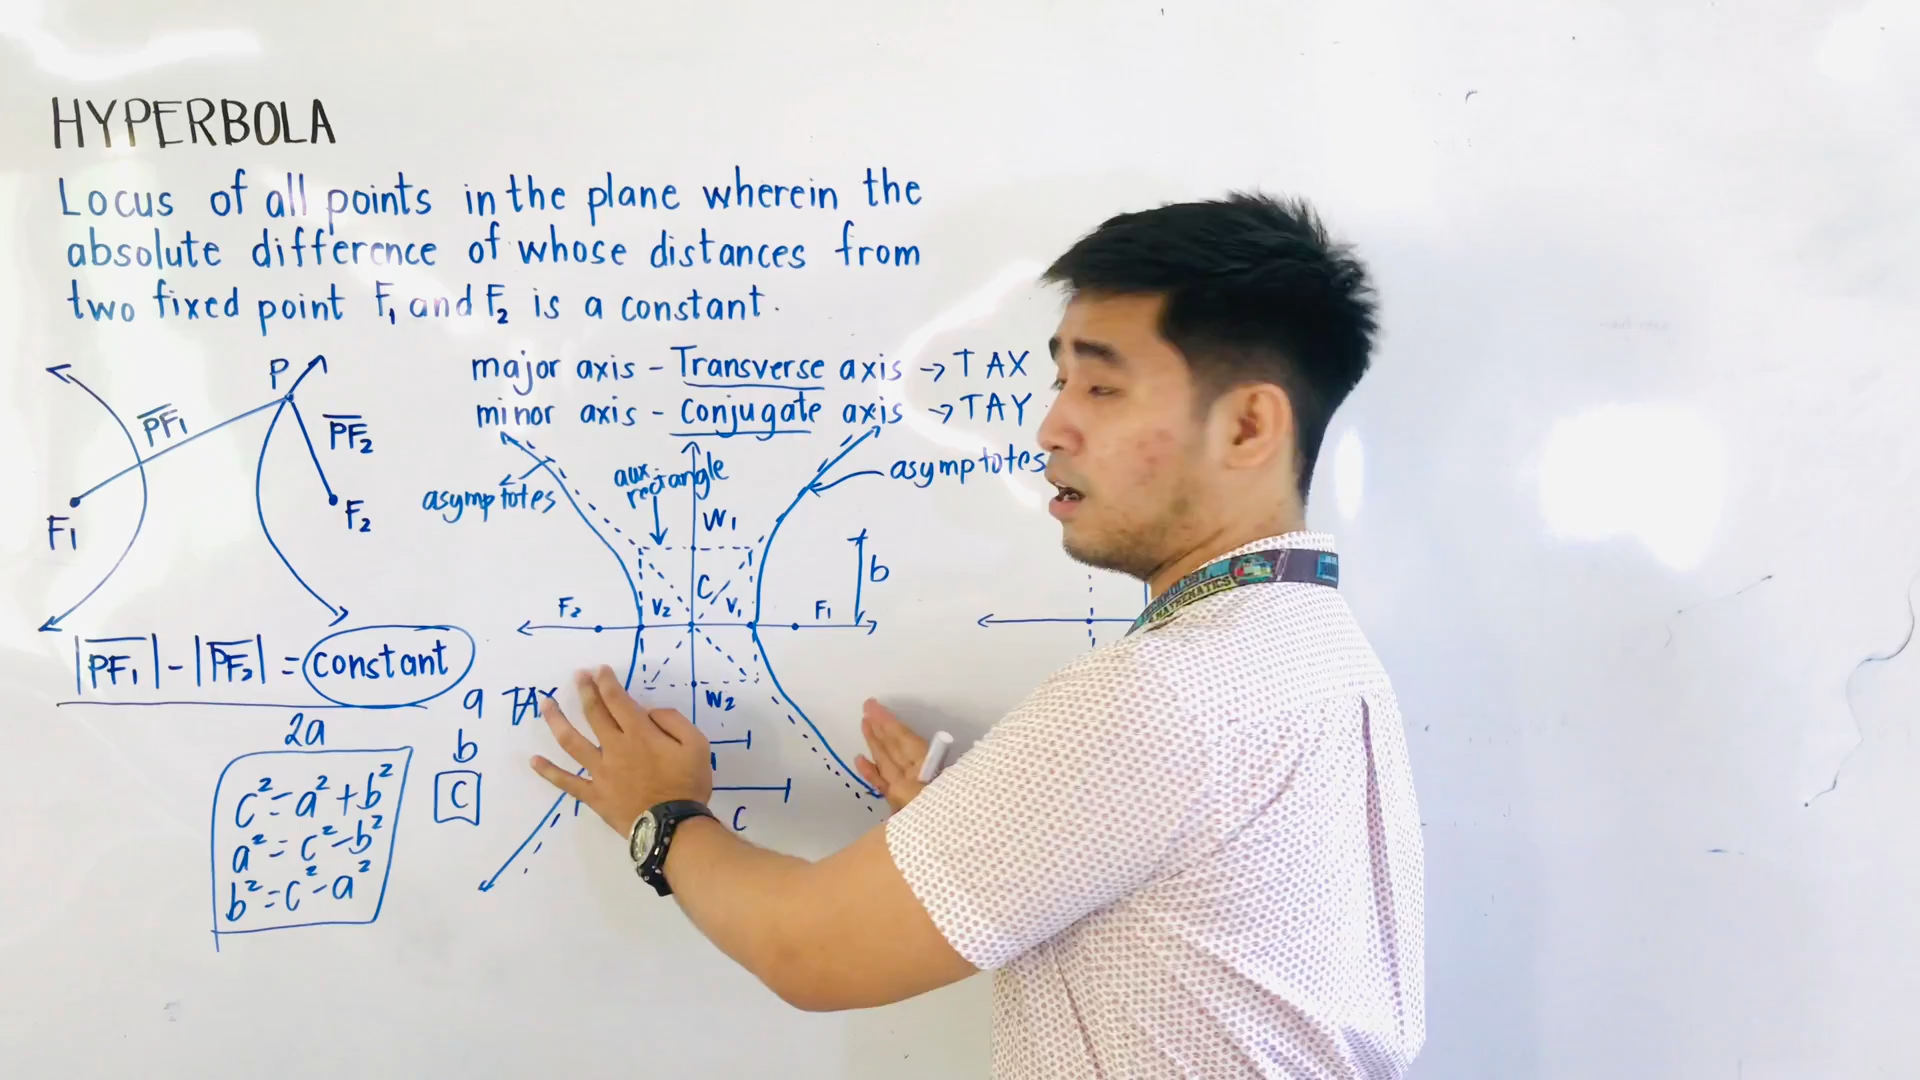 HYPERBOLA
Locus of all points in the plane wherein the
absolute difference of whose distances from
two fixed point F₁ and F₂ is a constant.
major axis - Transverse axis → TAX
minor axis - Conjugate axis → TAY
P
PF₁
PF₂
F₁
F₂
asymptotes
aux.
rectangle
asymptotes
W₁
b
C
F₂
V₂
V₁
F₁
W₂
|PF₁| - |PF₂| = constant
2a
a TAX
b
C
C
c² = a² + b²
a² = c² - b²
b² = c² - a²
MATHEMATICS